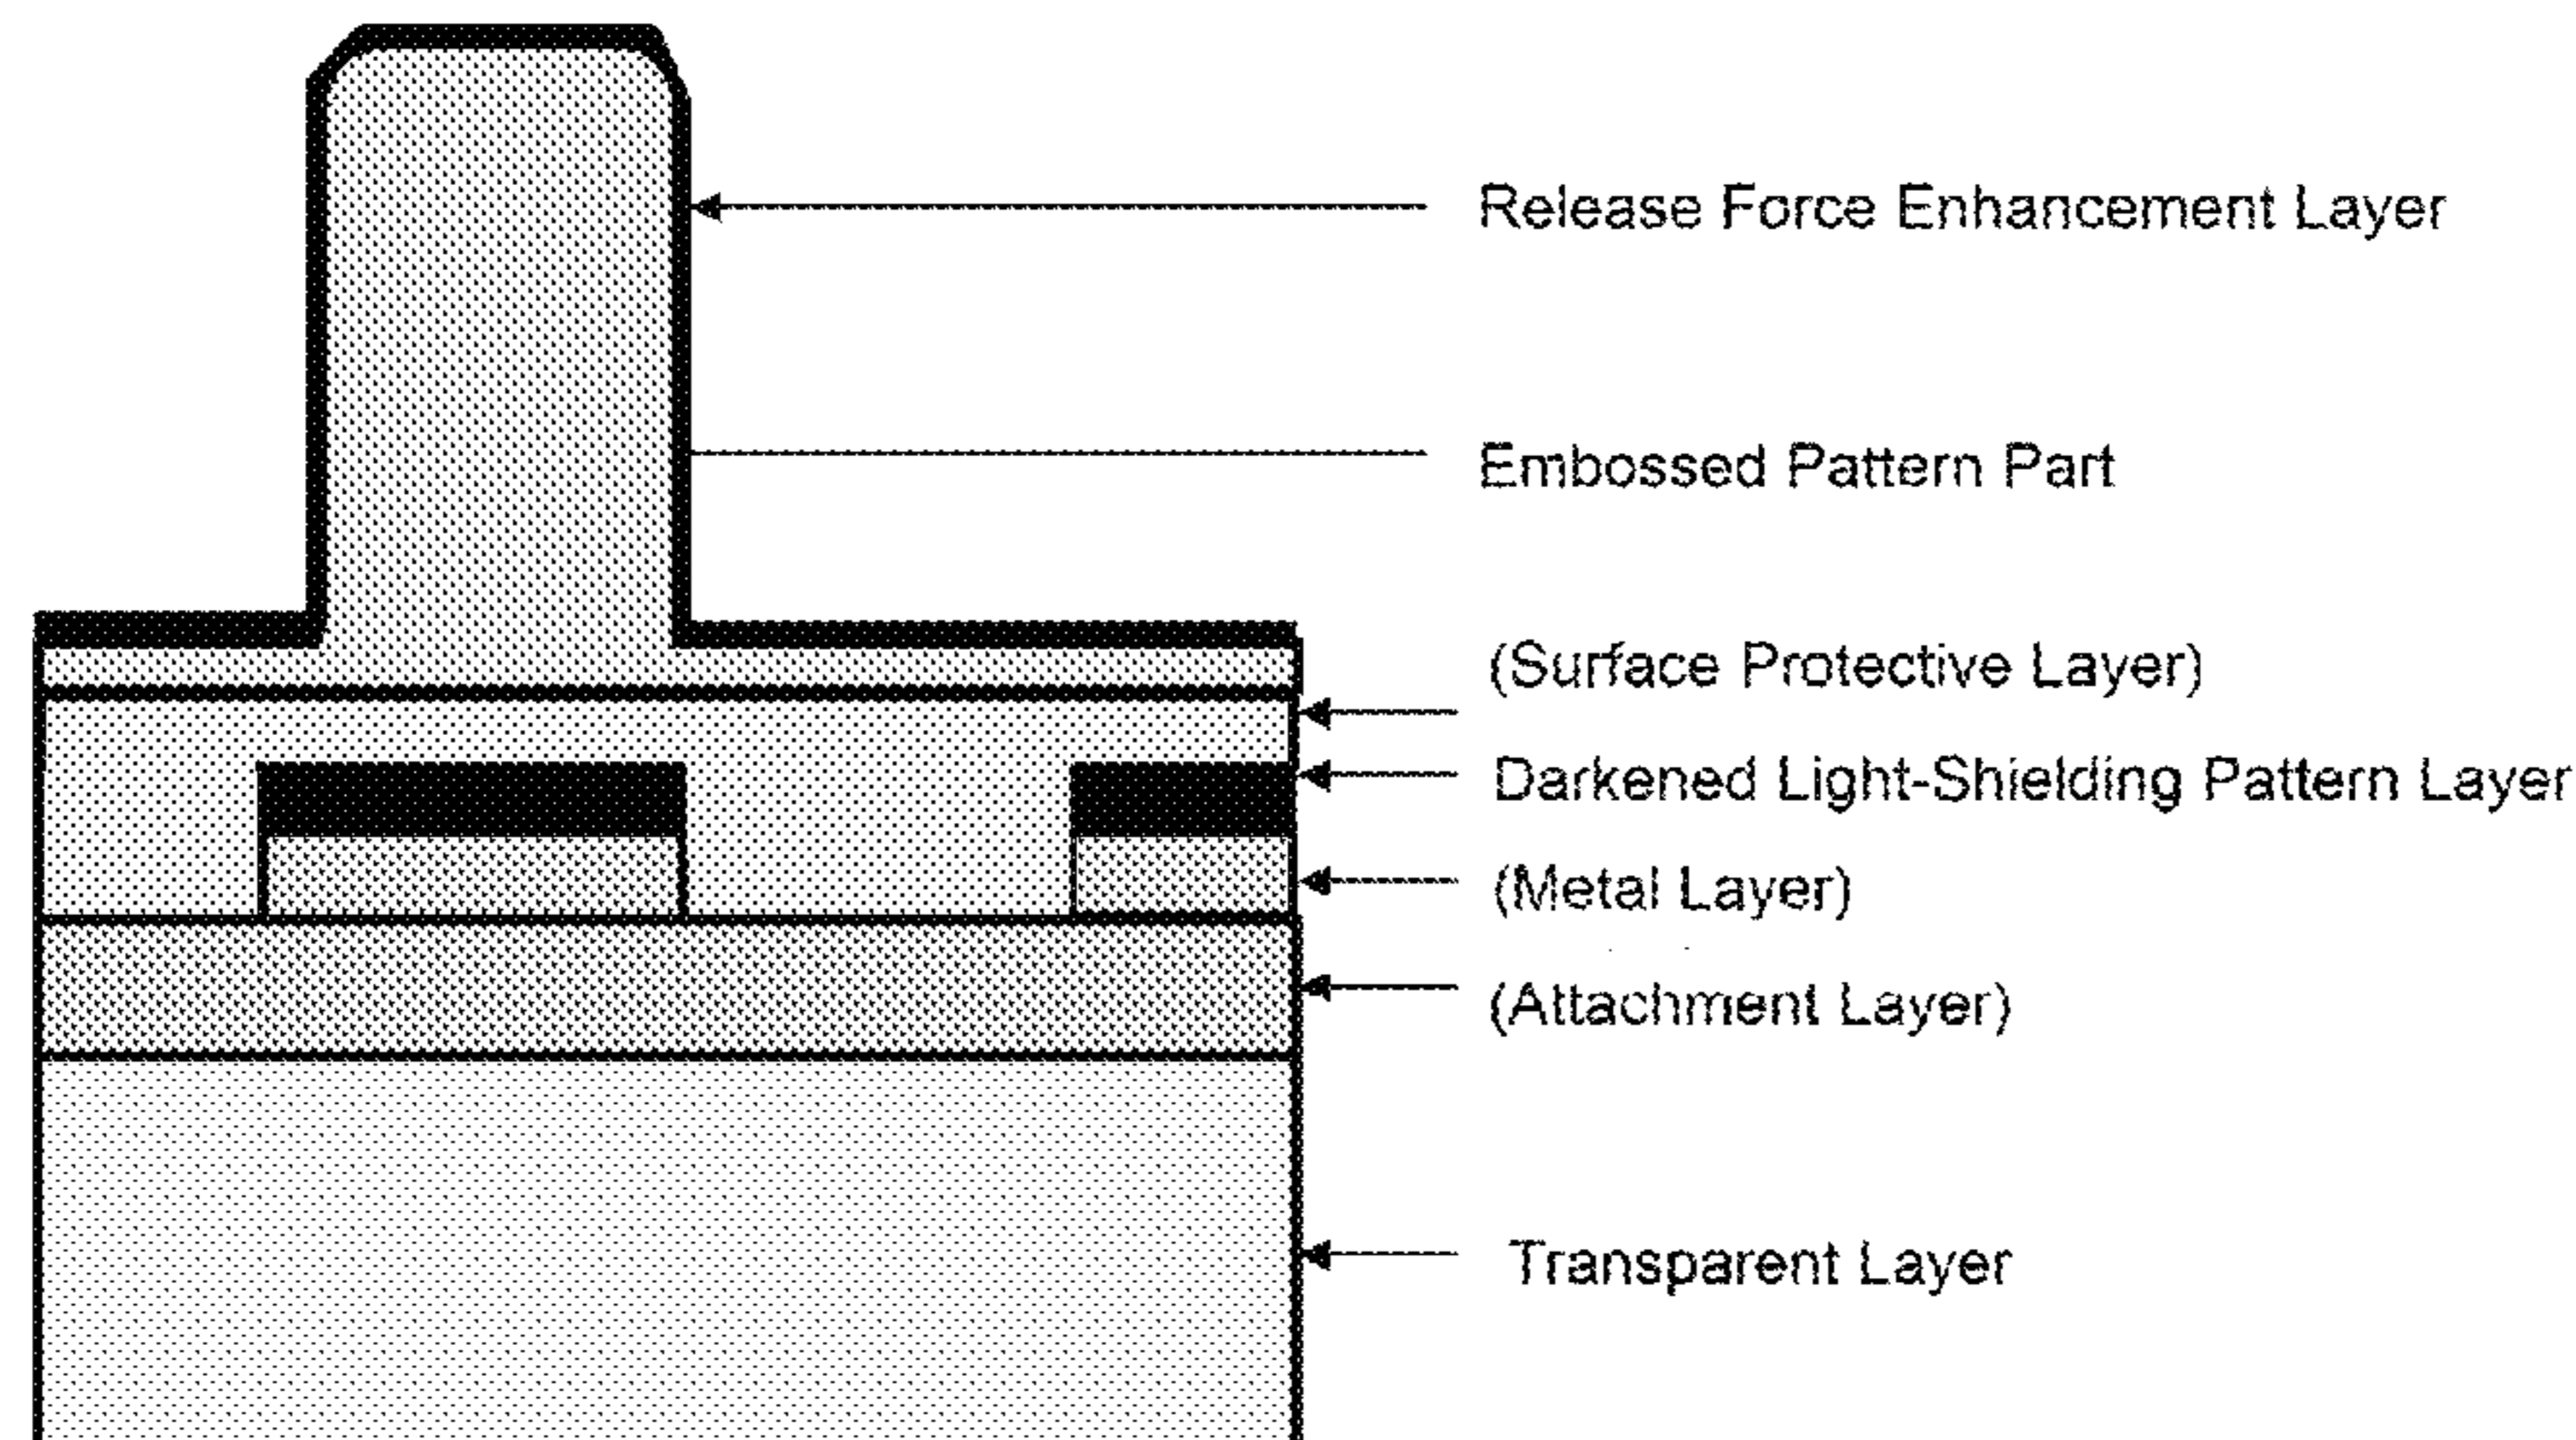 Release Force Enhancement Layer
Embossed Pattern Part
(Surface Protective Layer)
Darkened Light-Shielding Pattern Layer
(Metal Layer)
(Attachment Layer)
Transparent Layer